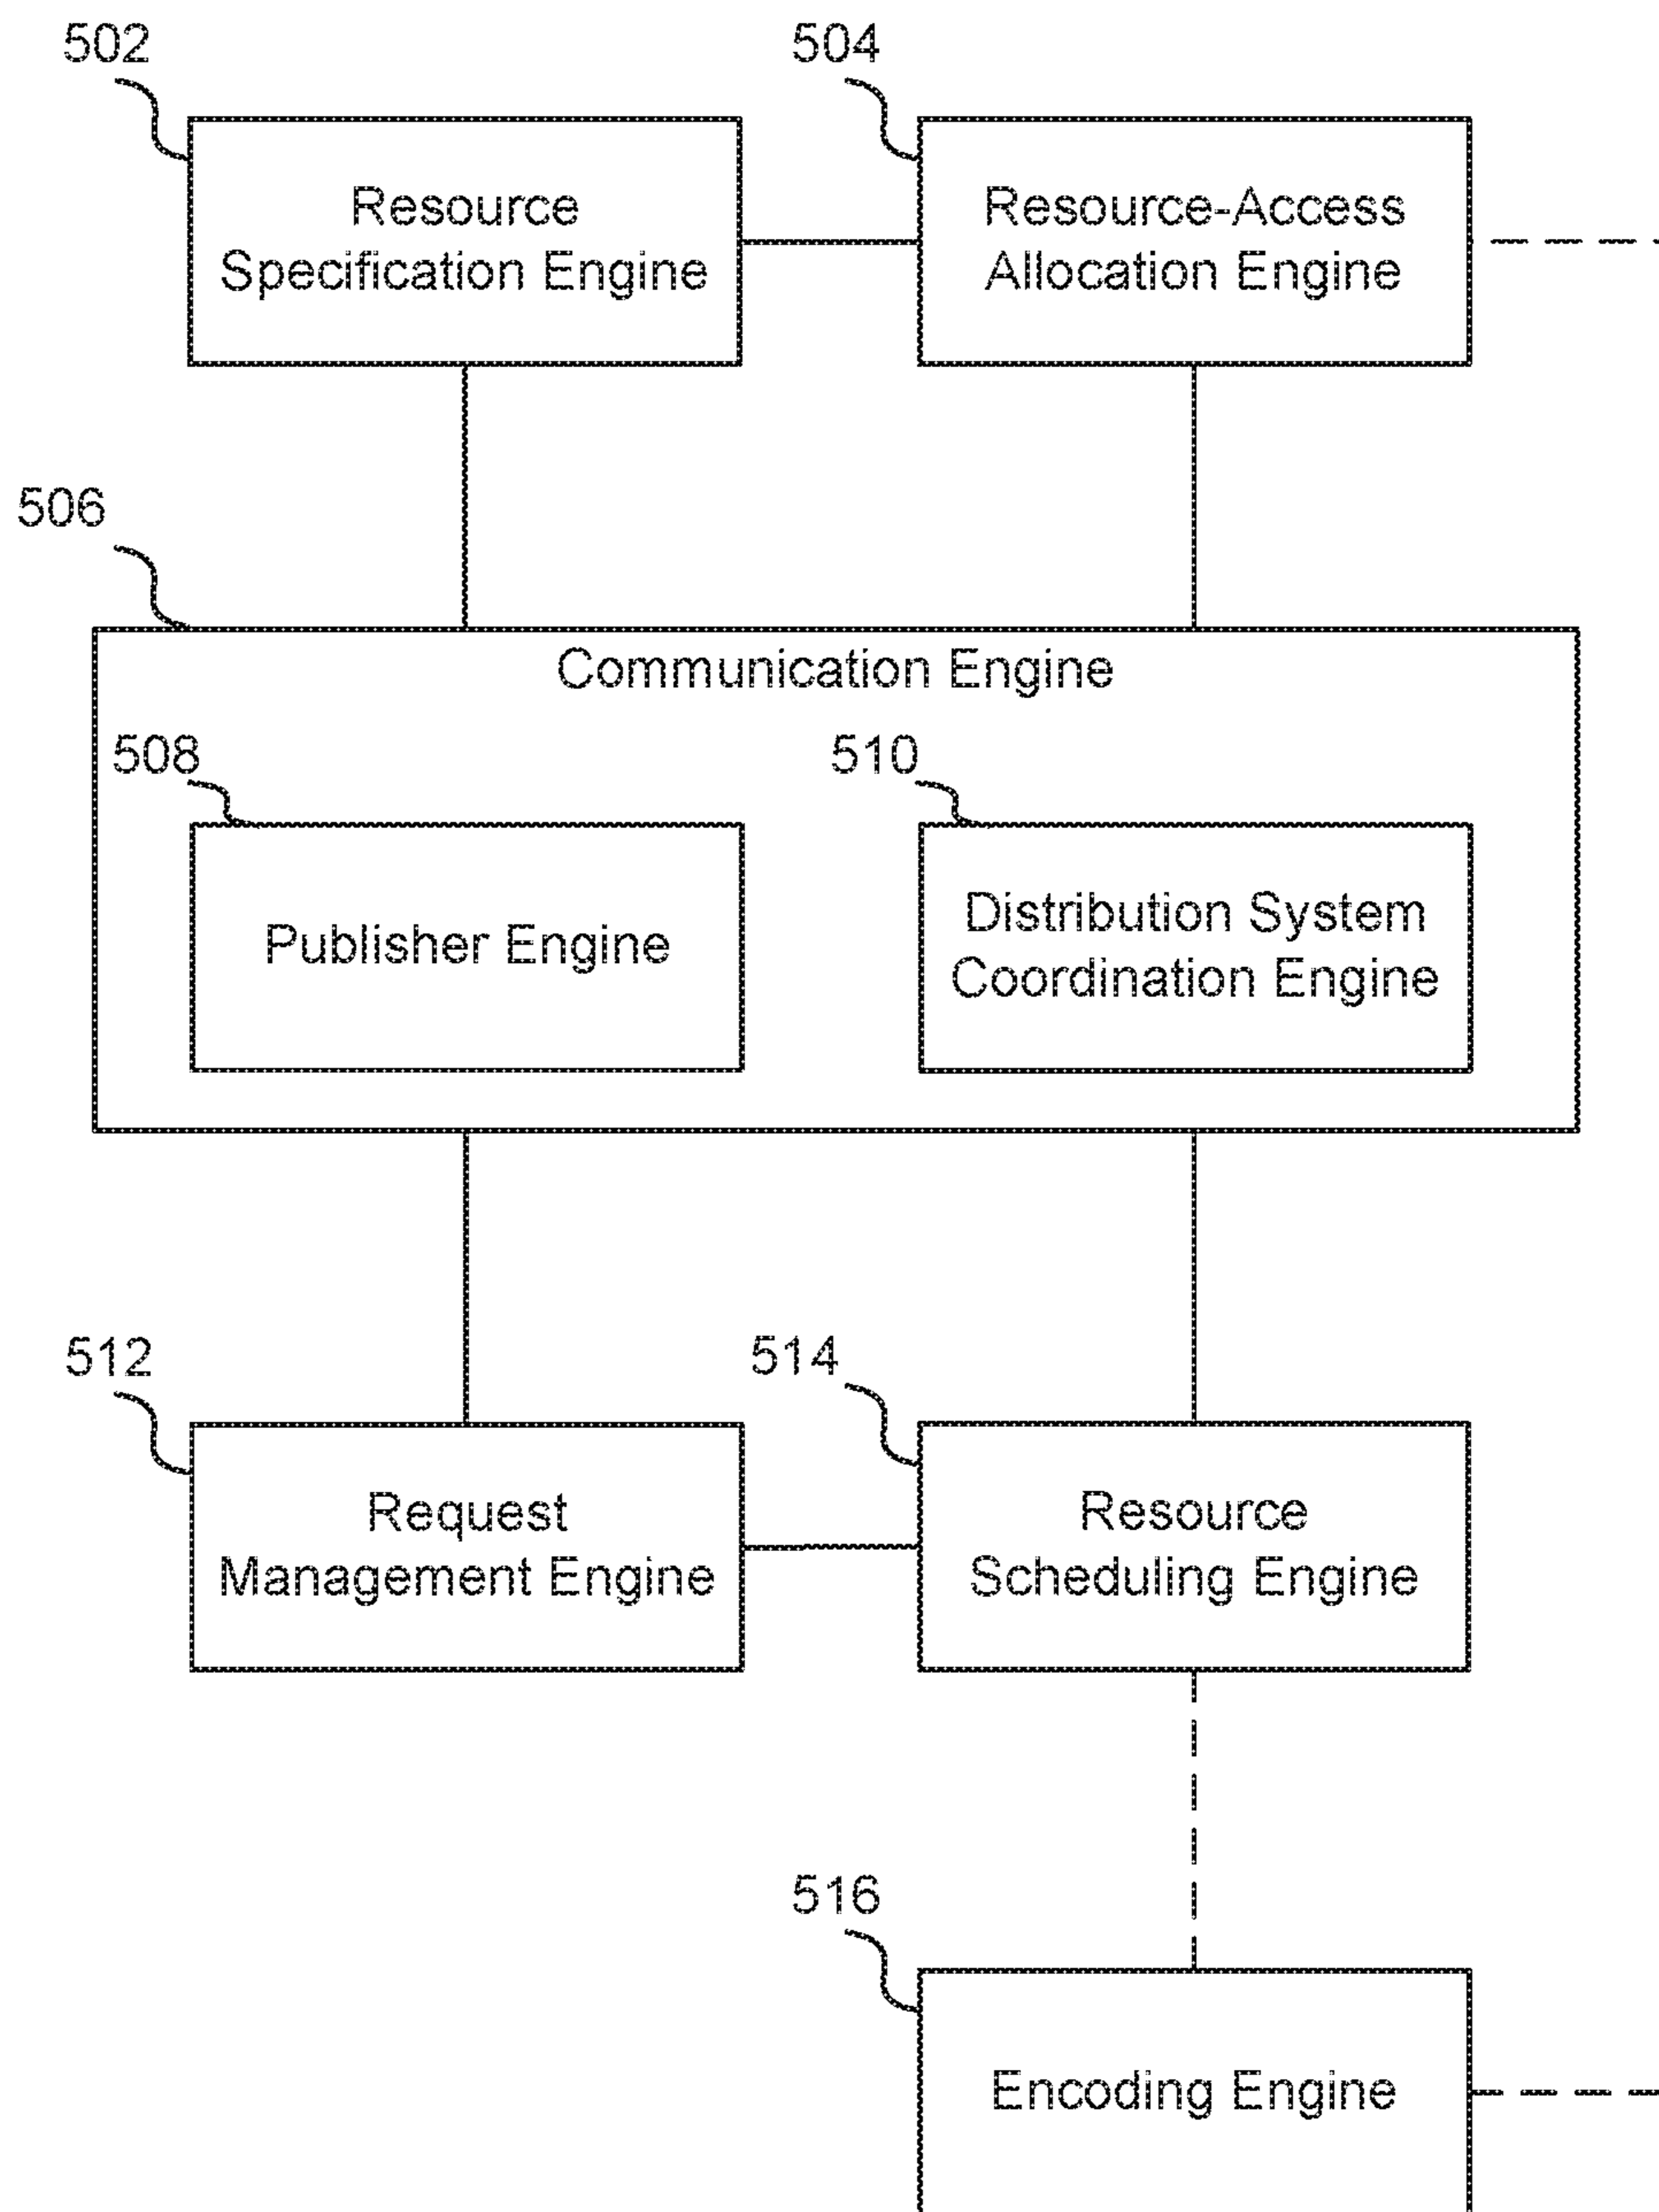 502
504
Resource
Specification Engine
Resource-Access
Allocation Engine
506
Communication Engine
508
510
Publisher Engine
Distribution System
Coordination Engine
512
514
Request
Management Engine
Resource
Scheduling Engine
516
Encoding Engine